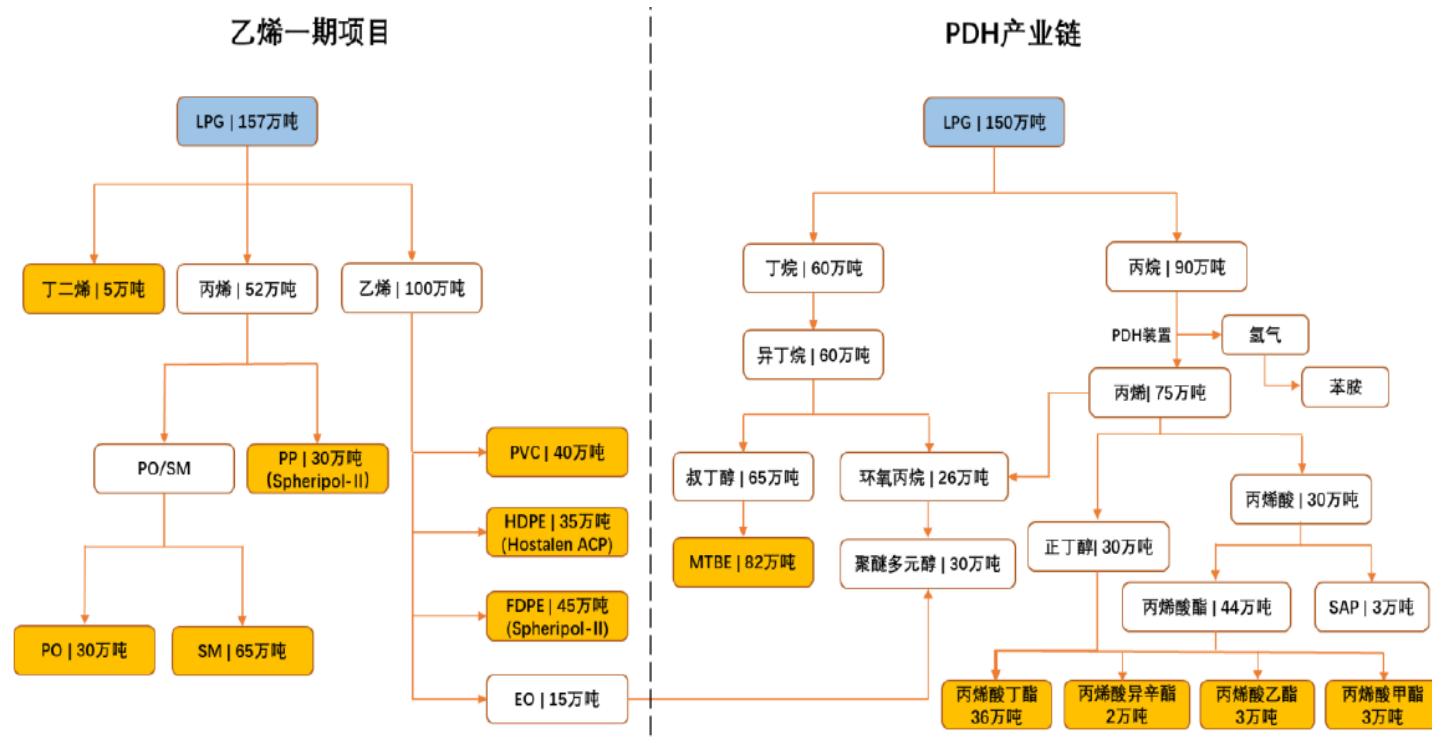 乙烯一期项目
LPG | 157万吨
丁二烯 | 5万吨
丙烯 | 52万吨
乙烯 | 100万吨
PO/SM
PP | 30万吨
(Spheripol-II)
PVC | 40万吨
HDPE | 35万吨
(Hostalen ACP)
FDPE | 45万吨
(Spheripol-II)
PO | 30万吨
SM | 65万吨
EO | 15万吨
PDH产业链
LPG | 150万吨
丁烷 | 60万吨
丙烷 | 90万吨
PDH装置
氢气
异丁烷 | 60万吨
苯胺
丙烯| 75万吨
叔丁醇 | 65万吨
环氧丙烷 | 26万吨
丙烯酸 | 30万吨
MTBE | 82万吨
聚醚多元醇 | 30万吨
正丁醇| 30万吨
丙烯酸酯 | 44万吨
SAP | 3万吨
丙烯酸丁酯
36万吨
丙烯酸异辛酯
2万吨
丙烯酸乙酯
3万吨
丙烯酸甲酯
3万吨